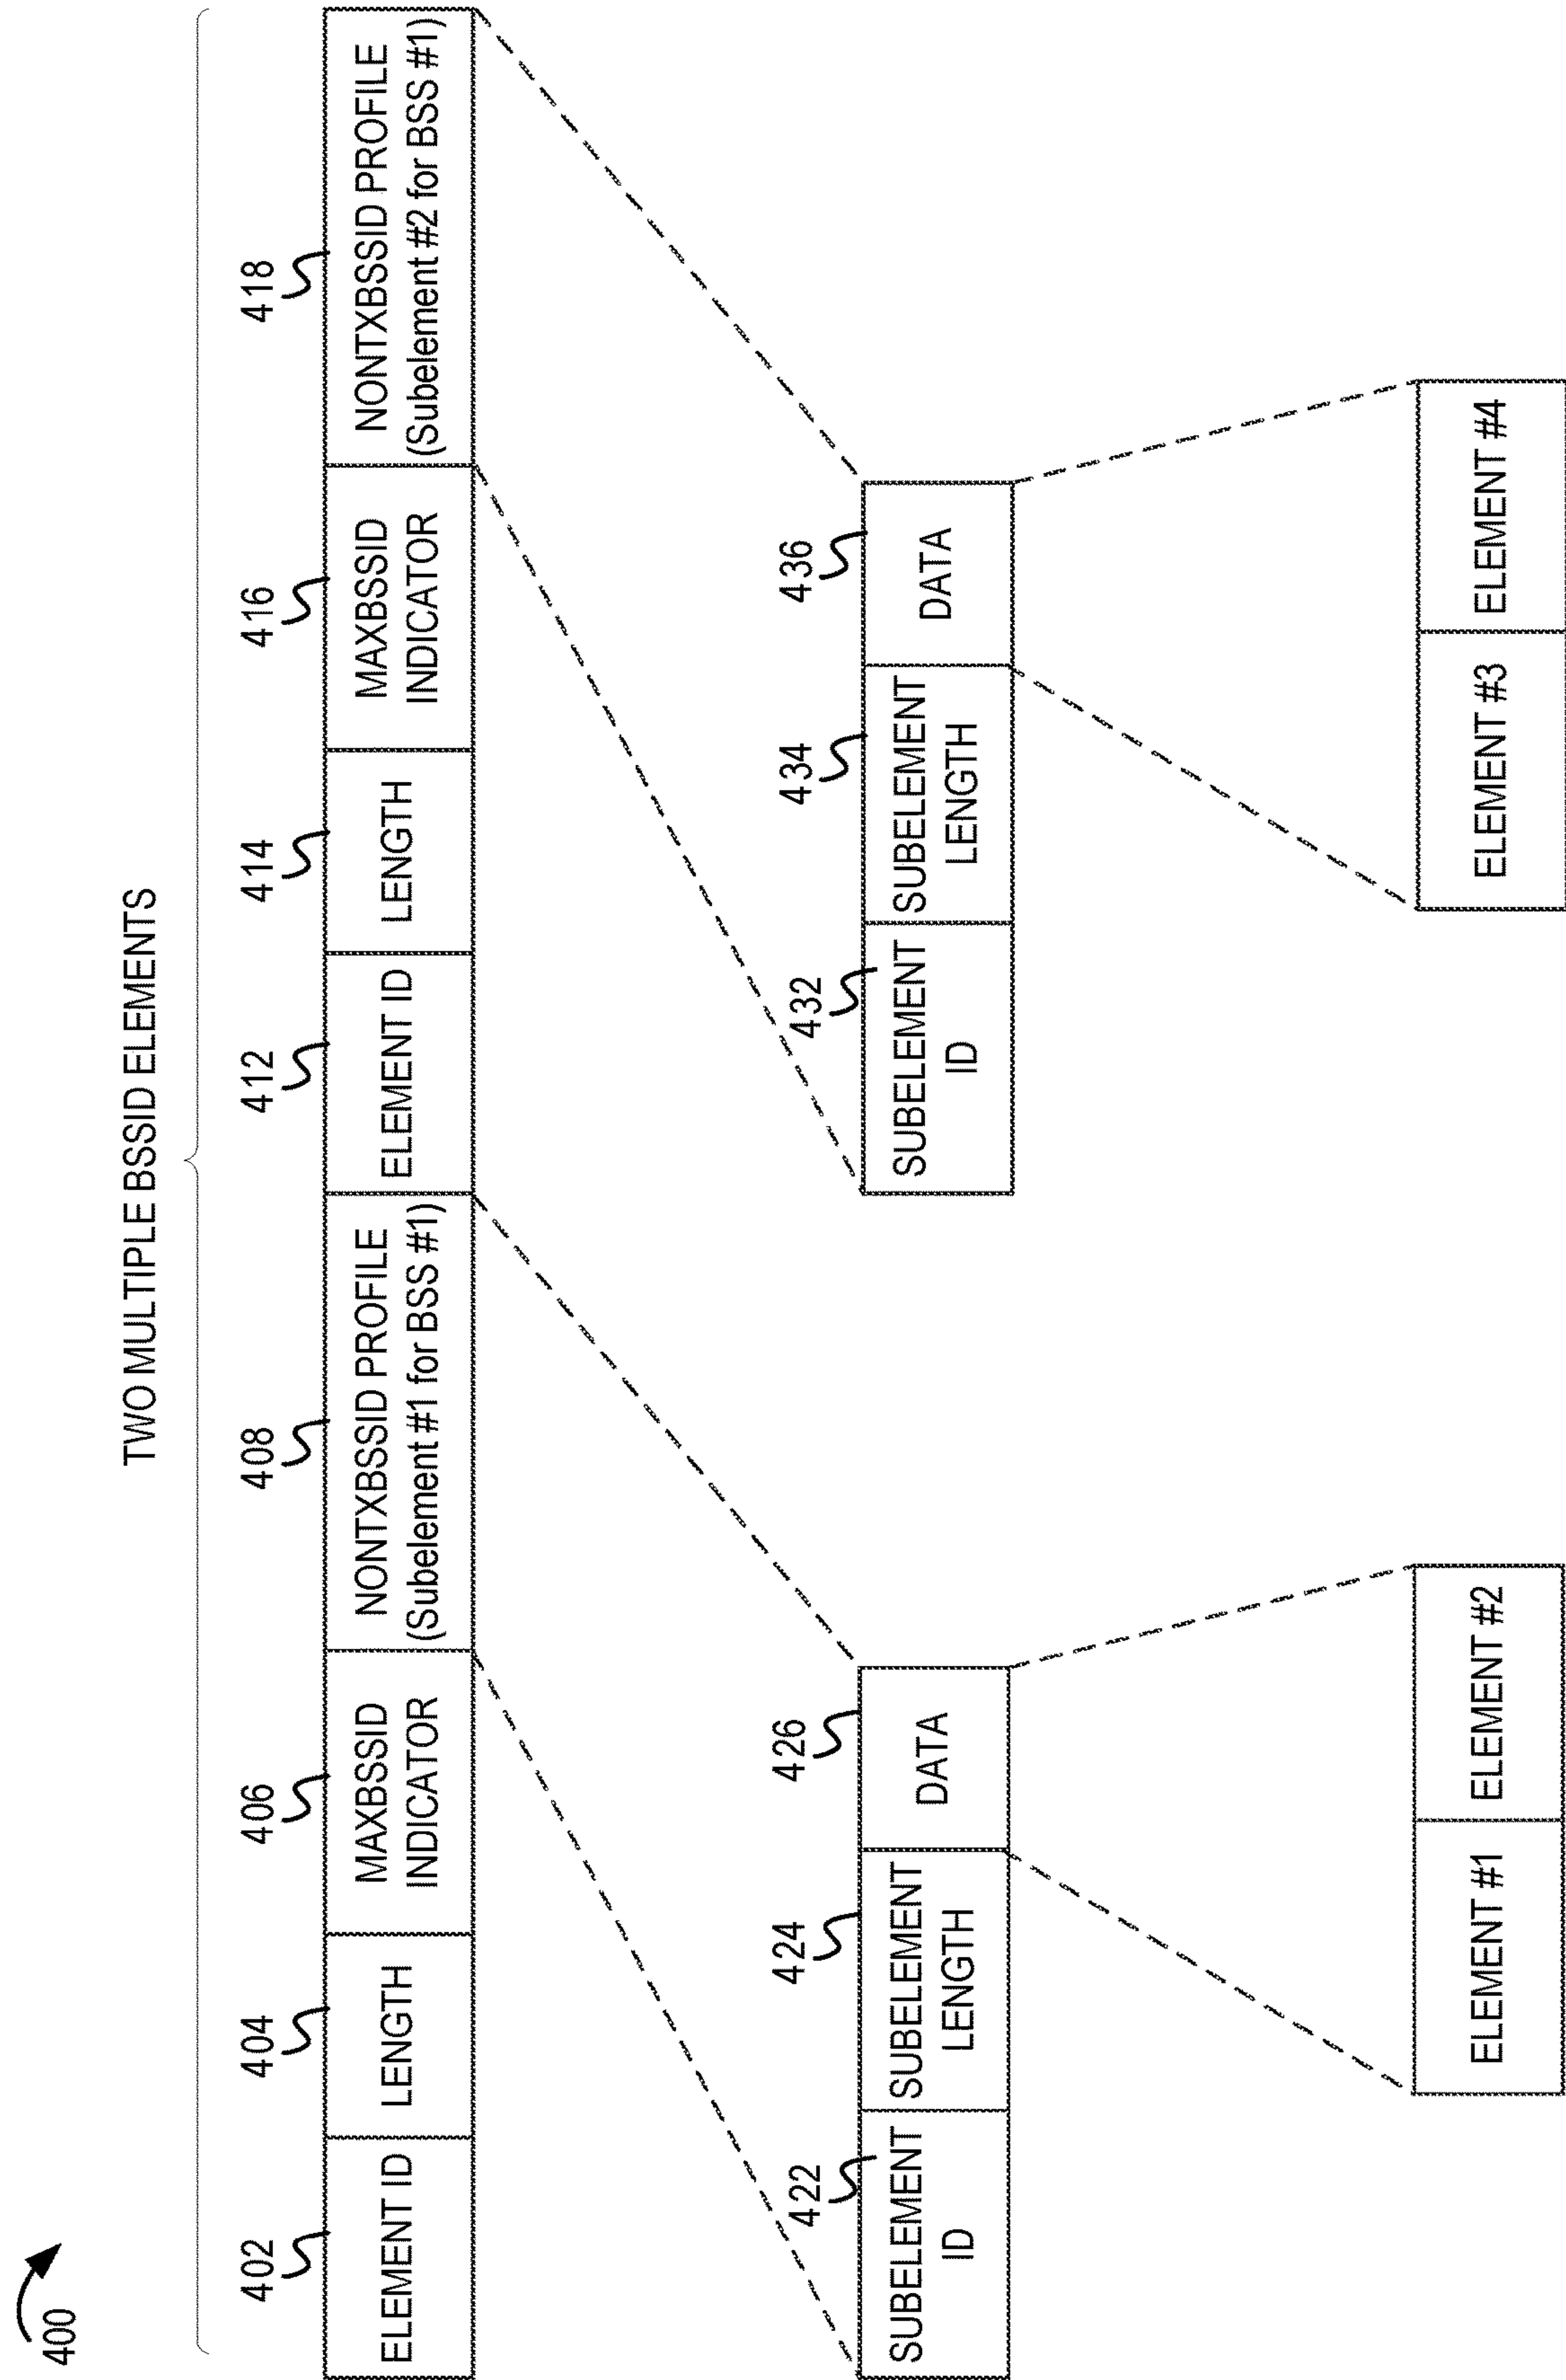 400
TWO MULTIPLE BSSID ELEMENTS
402
404
406
408
412
414
416
418
ELEMENT ID
LENGTH
MAXBSSID
INDICATOR
NONTXBSSID PROFILE
(Subelement #1 for BSS #1)
ELEMENT ID
LENGTH
MAXBSSID
INDICATOR
NONTXBSSID PROFILE
(Subelement #2 for BSS #1)
422
424
426
SUBELEMENT
ID
SUBELEMENT
LENGTH
DATA
432
434
436
SUBELEMENT
ID
SUBELEMENT
LENGTH
DATA
ELEMENT #1
ELEMENT #2
ELEMENT #3
ELEMENT #4